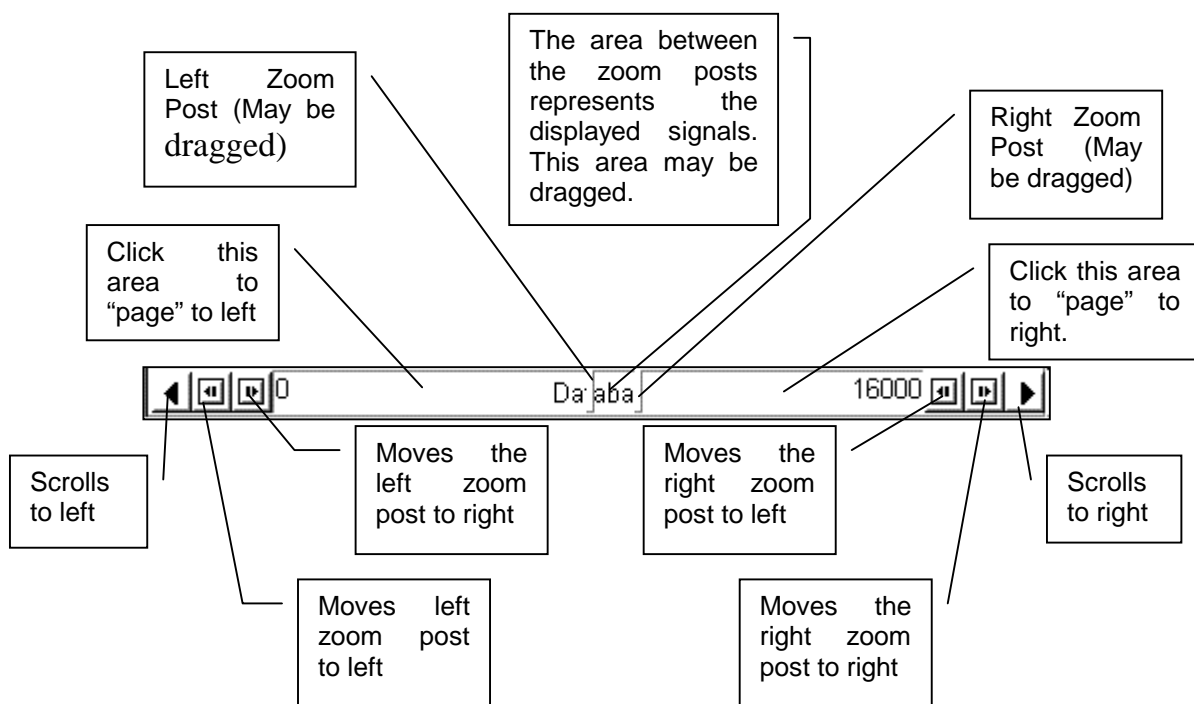 Left Zoom
Post (May be
dragged)
The area between
the zoom posts
represents the
displayed signals.
This area may be
dragged.
Right Zoom
Post (May
be dragged)
Click this
area to
“page” to left
Click this area
to “page” to
right.
0
Da
aba
16000
Scrolls
to left
Moves the
left zoom
post to right
Moves the
right zoom
post to left
Scrolls
to right
Moves left
zoom post
to left
Moves the
right zoom
post to right